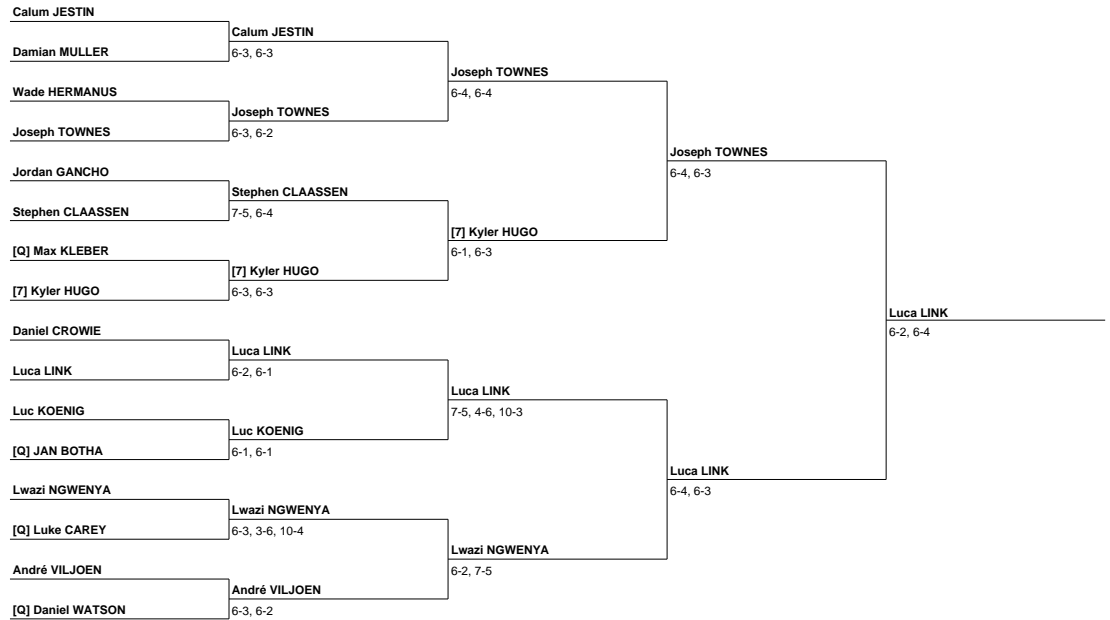 Calum JESTIN
Damian MULLER
Wade HERMANUS
Joseph TOWNES
Jordan GANCHO
Stephen CLAASSEN
[Q] Max KLEBER
[7] Kyler HUGO
Daniel CROWIE
Luca LINK
Luc KOENIG
[Q] JAN BOTHA
Lwazi NGWENYA
[Q] Luke CAREY
André VILJOEN
[Q] Daniel WATSON
Calum JESTIN
6-3, 6-3
Joseph TOWNES
6-3, 6-2
Stephen CLAASSEN
7-5, 6-4
[7] Kyler HUGO
6-3, 6-3
Luca LINK
6-2, 6-1
Luc KOENIG
6-1, 6-1
Lwazi NGWENYA
6-3, 3-6, 10-4
André VILJOEN
6-3, 6-2
Joseph TOWNES
6-4, 6-4
[7] Kyler HUGO
6-1, 6-3
Luca LINK
7-5, 4-6, 10-3
Lwazi NGWENYA
6-2, 7-5
Joseph TOWNES
6-4, 6-3
Luca LINK
6-4, 6-3
Luca LINK
6-2, 6-4